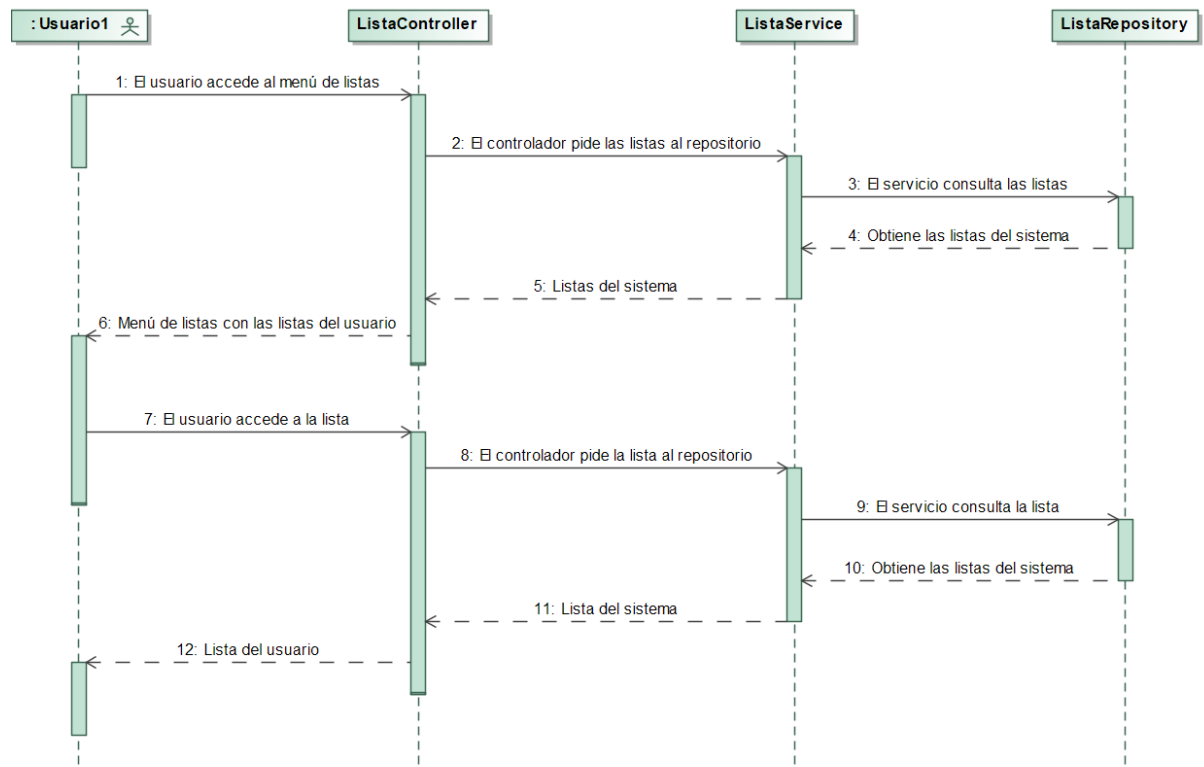 : Usuario1
ListaController
ListaService
ListaRepository
1: El usuario accede al menú de listas
2: El controlador pide las listas al repositorio
3: El servicio consulta las listas
4: Obtiene las listas del sistema
5: Listas del sistema
6: Menú de listas con las listas del usuario
7: El usuario accede a la lista
8: El controlador pide la lista al repositorio
9: El servicio consulta la lista
10: Obtiene las listas del sistema
11: Lista del sistema
12: Lista del usuario